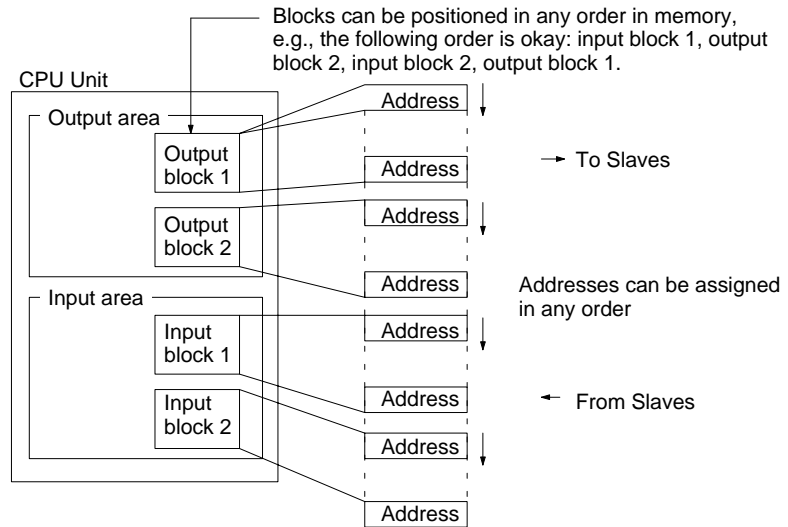 Blocks can be positioned in any order in memory,
e.g., the following order is okay: input block 1, output
block 2, input block 2, output block 1.
CPU Unit
Output area
Output
block 1
Output
block 2
Input area
Input
block 1
Input
block 2
Address
Address
Address
Address
Address
Address
Address
Address
To Slaves
Addresses can be assigned
in any order
From Slaves